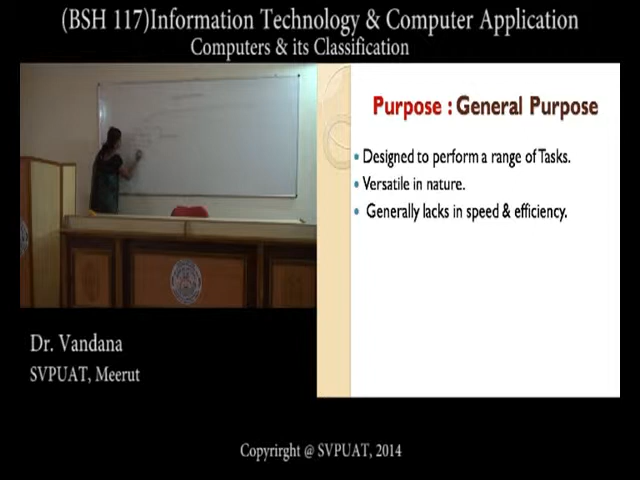 (BSH 117)Information Technology & Computer Application
Computers & its Classification
Purpose : General Purpose
Designed to perform a range of Tasks.
Versatile in nature.
Generally lacks in speed & efficiency.
Dr. Vandana
SVPUAT, Meerut
Copyrirght @ SVPUAT, 2014